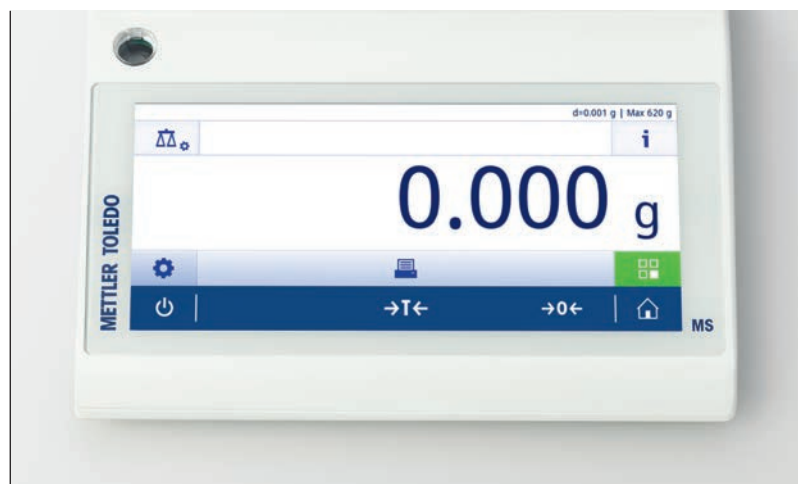 d=0.001 g | Max 620 g
i
0.000 g
→T← →0←
METTLER TOLEDO
MS